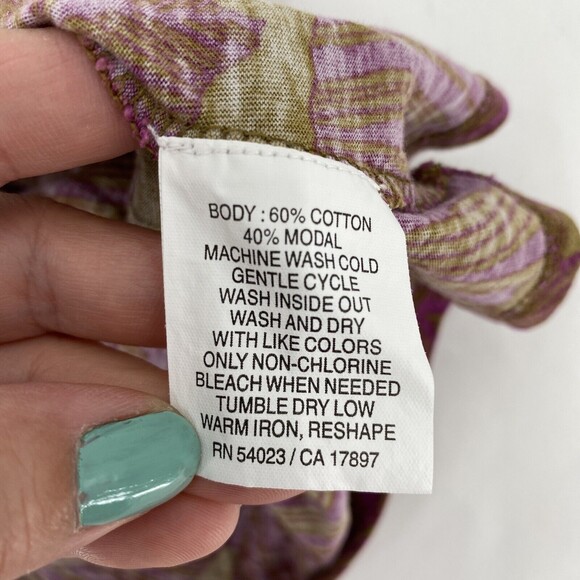 BODY : 60% COTTON
40% MODAL
MACHINE WASH COLD
GENTLE CYCLE
WASH INSIDE OUT
WASH AND DRY
WITH LIKE COLORS
ONLY NON-CHLORINE
BLEACH WHEN NEEDED
TUMBLE DRY LOW
WARM IRON, RESHAPE
RN 54023 / CA 17897